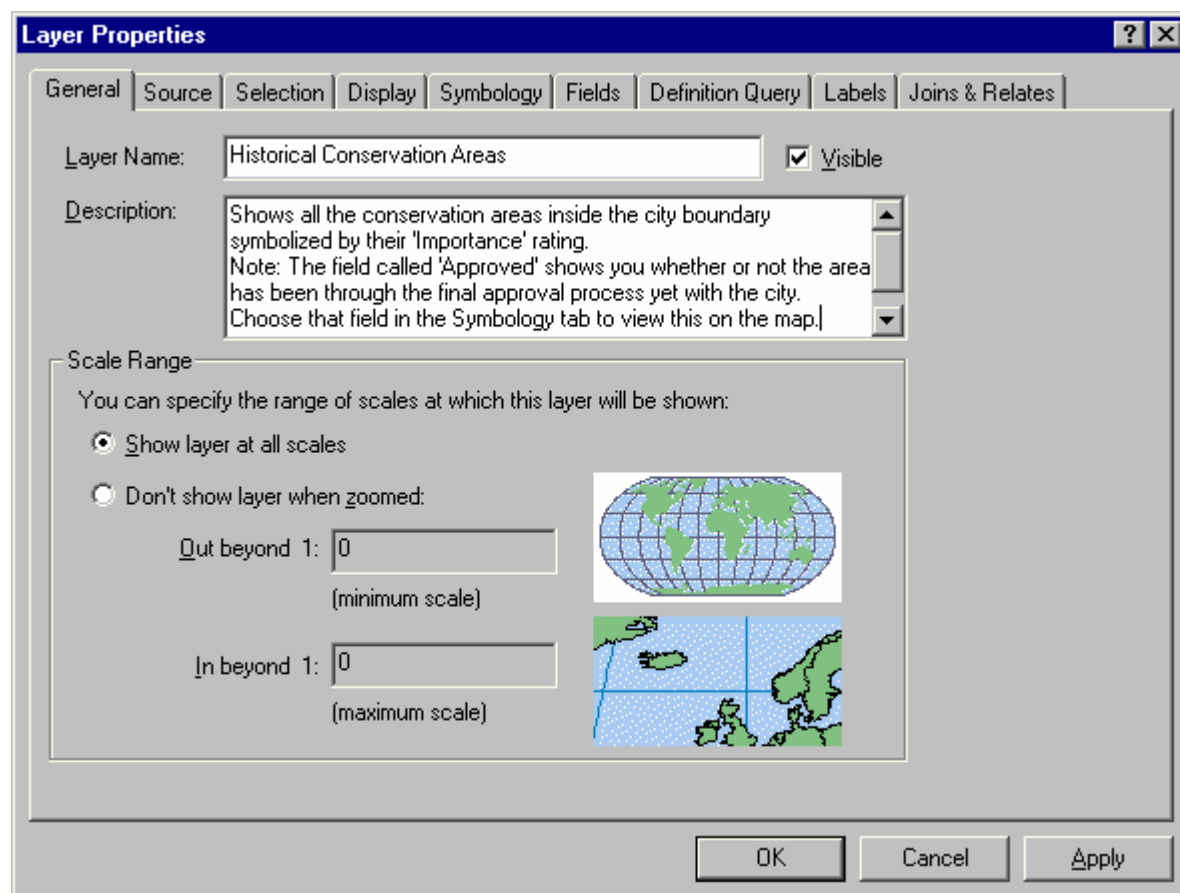 Layer Properties
General Source Selection Display Symbology Fields Definition Query Labels Joins & Relates
Layer Name: Historical Conservation Areas Visible
Description: Shows all the conservation areas inside the city boundary
symbolized by their 'Importance' rating.
Note: The field called 'Approved' shows you whether or not the area
has been through the final approval process yet with the city.
Choose that field in the Symbology tab to view this on the map.
Scale Range
You can specify the range of scales at which this layer will be shown:
Show layer at all scales
Don't show layer when zoomed:
Out beyond 1: 0
(minimum scale)
In beyond 1: 0
(maximum scale)
OK Cancel Apply